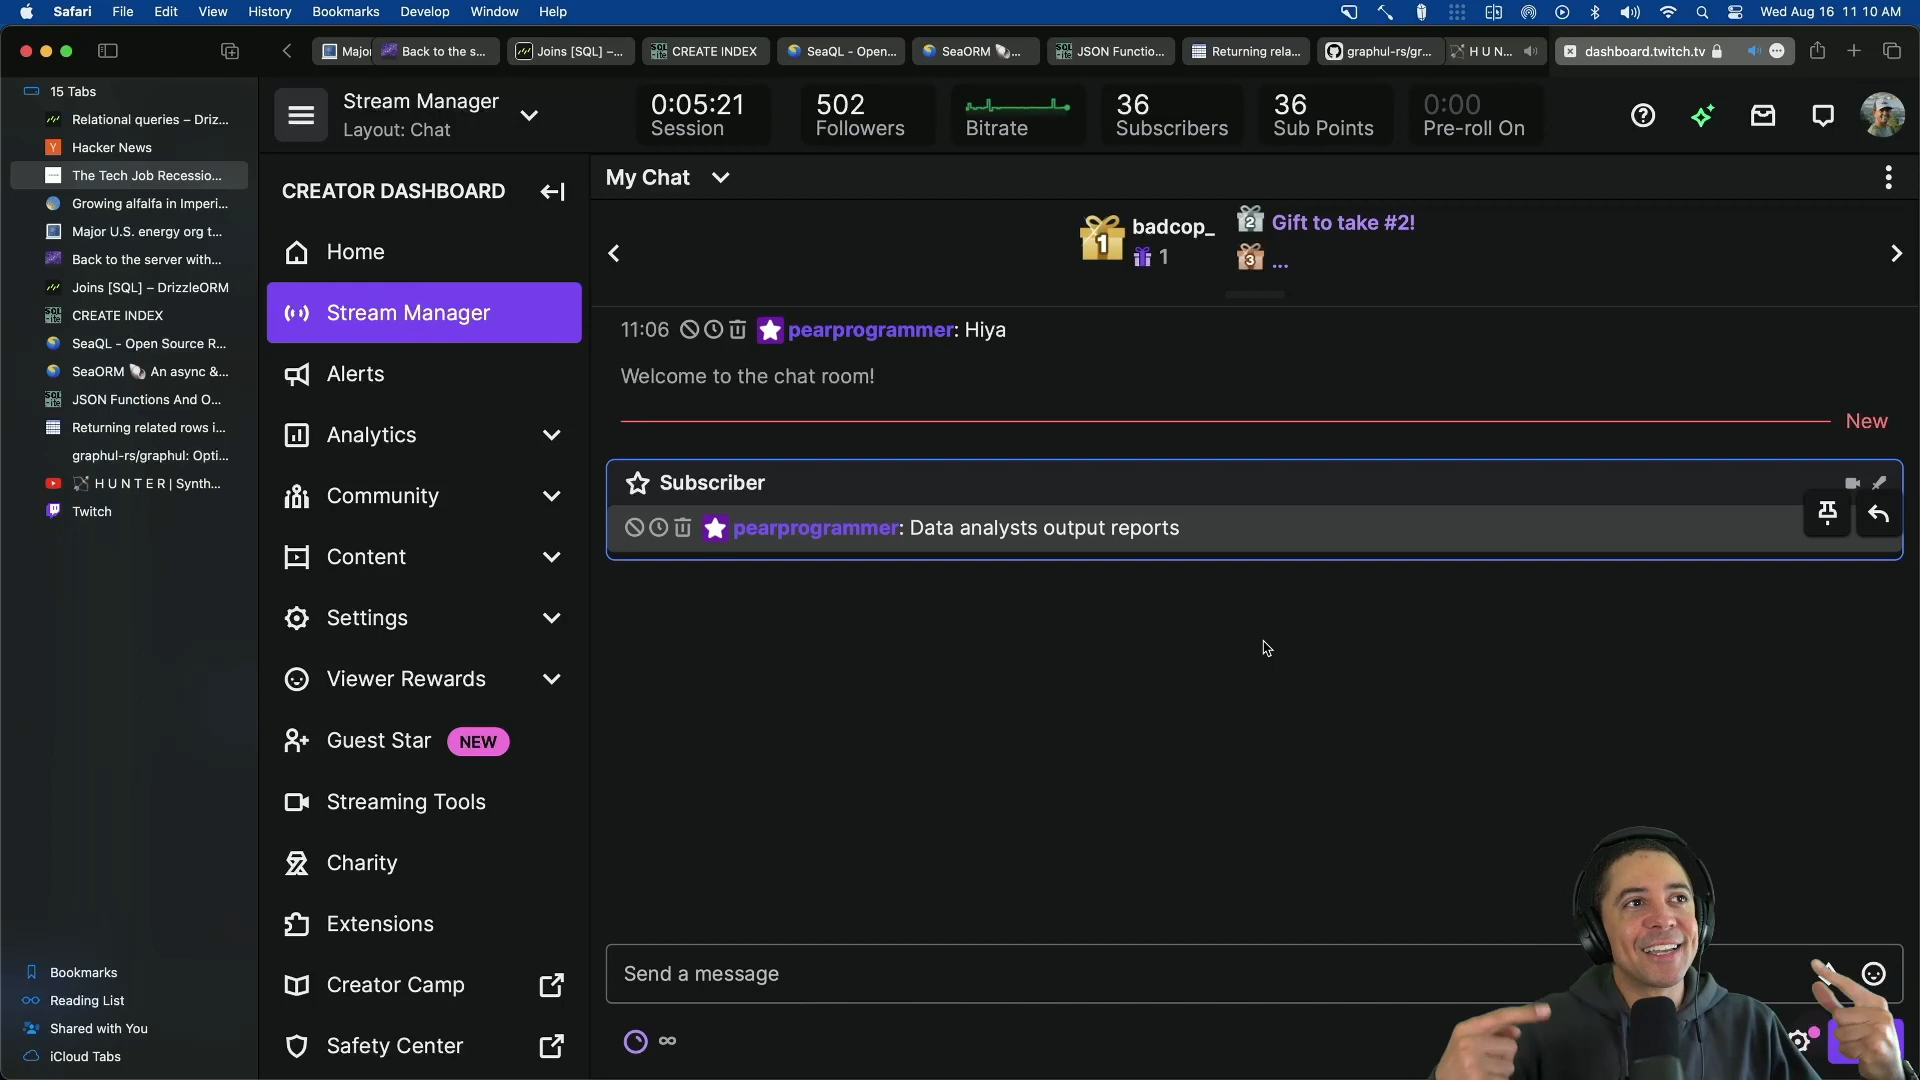 Safari File Edit View History Bookmarks Develop Window Help Wed Aug 16 11 10 AM
Major Back to the s... Joins [SQL] –... CREATE INDEX SeaQL - Open... SeaORM ... JSON Functio... Returning rela... graphul-rs/gr... H U N... dashboard.twitch.tv
15 Tabs
Relational queries – Driz...
Hacker News
The Tech Job Recessio...
Growing alfalfa in Imperi...
Major U.S. energy org t...
Back to the server with...
Joins [SQL] – DrizzleORM
CREATE INDEX
SeaQL - Open Source R...
SeaORM An async &...
JSON Functions And O...
Returning related rows i...
graphul-rs/graphul: Opti...
H U N T E R | Synth...
Twitch
Bookmarks
Reading List
Shared with You
iCloud Tabs
Stream Manager
Layout: Chat
0:05:21
Session
502
Followers
Bitrate
36
Subscribers
36
Sub Points
0:00
Pre-roll On
CREATOR DASHBOARD
Home
Stream Manager
Alerts
Analytics
Community
Content
Settings
Viewer Rewards
Guest Star NEW
Streaming Tools
Charity
Extensions
Creator Camp
Safety Center
My Chat
1 badcop_
1
2 Gift to take #2!
3 ...
11:06 pearprogrammer: Hiya
Welcome to the chat room!
New
Subscriber
pearprogrammer: Data analysts output reports
Send a message
∞